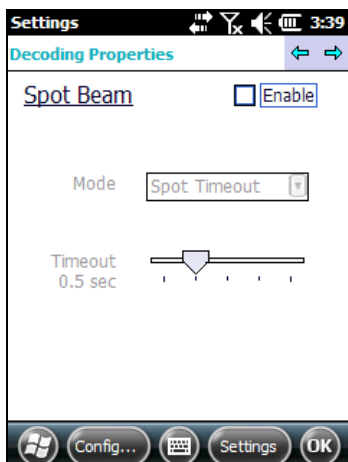 Settings 3:39
Decoding Properties
Spot Beam Enable
Mode Spot Timeout
Timeout
0.5 sec
Config... Settings OK